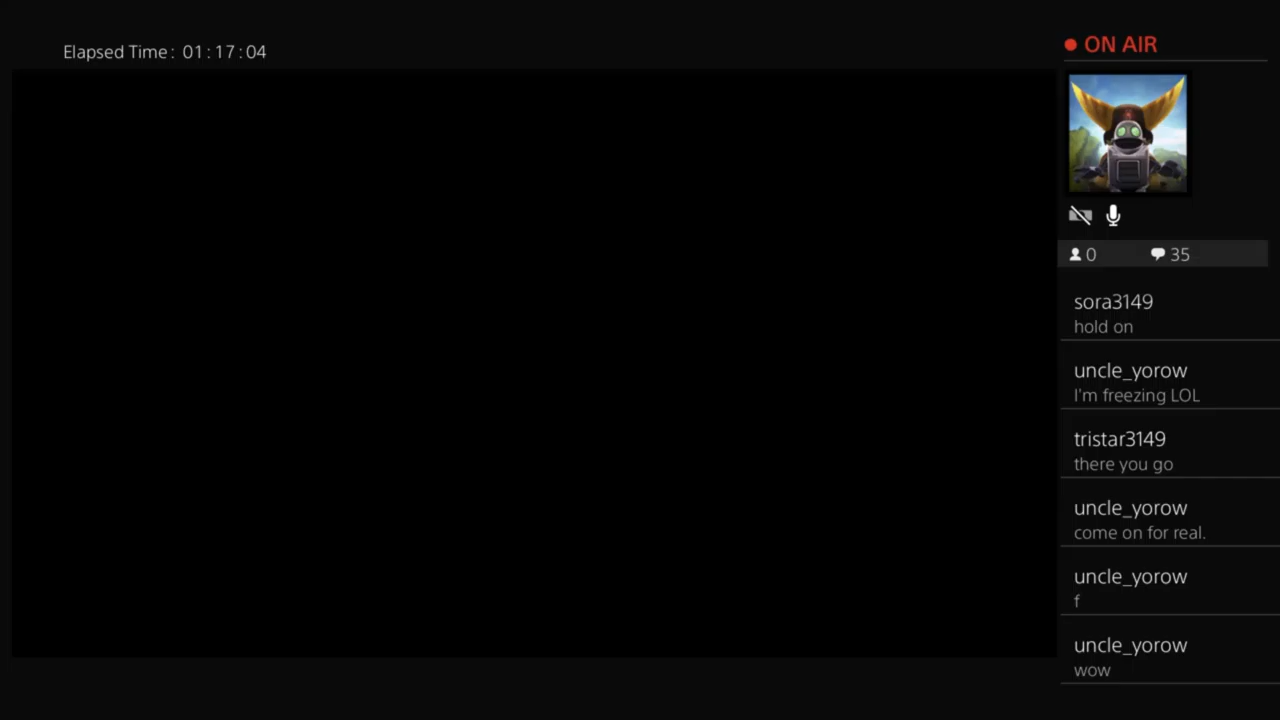 Elapsed Time: 01:17:04
ON AIR
0 35
sora3149
hold on
uncle_yorow
I'm freezing LOL
tristar3149
there you go
uncle_yorow
come on for real.
uncle_yorow
f
uncle_yorow
wow